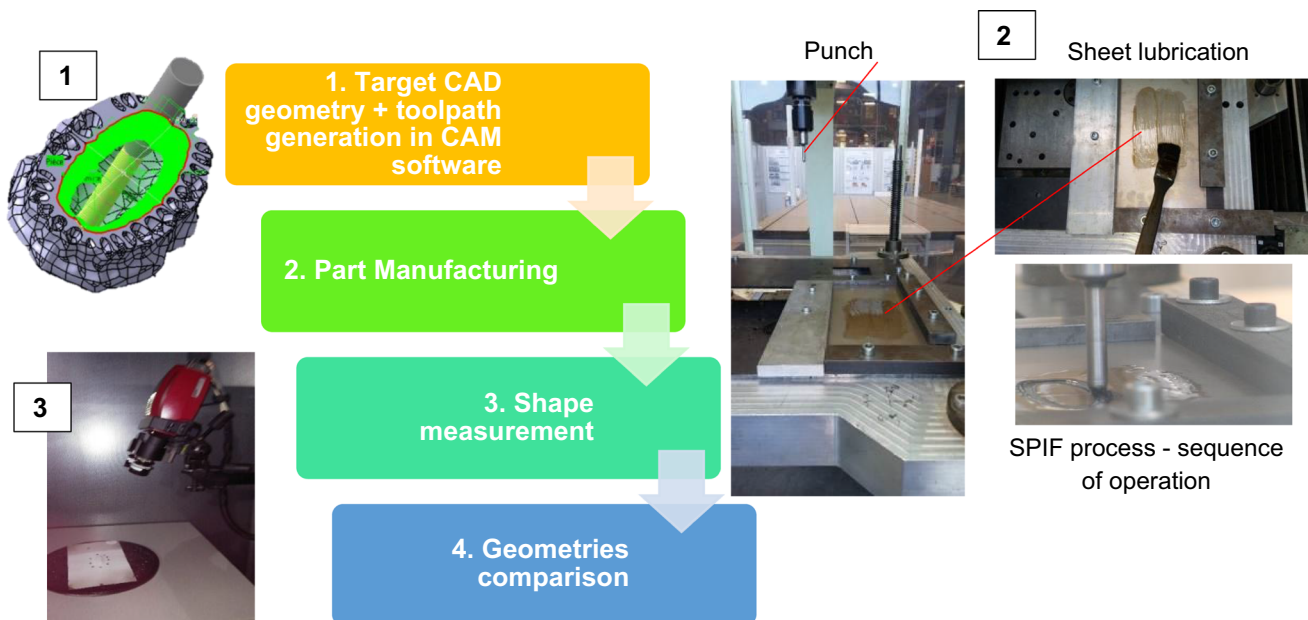 1
1. Target CAD
geometry + toolpath
generation in CAM
software
2. Part Manufacturing
3. Shape
measurement
4. Geometries
comparison
2
Punch
Sheet lubrication
SPIF process - sequence
of operation
3